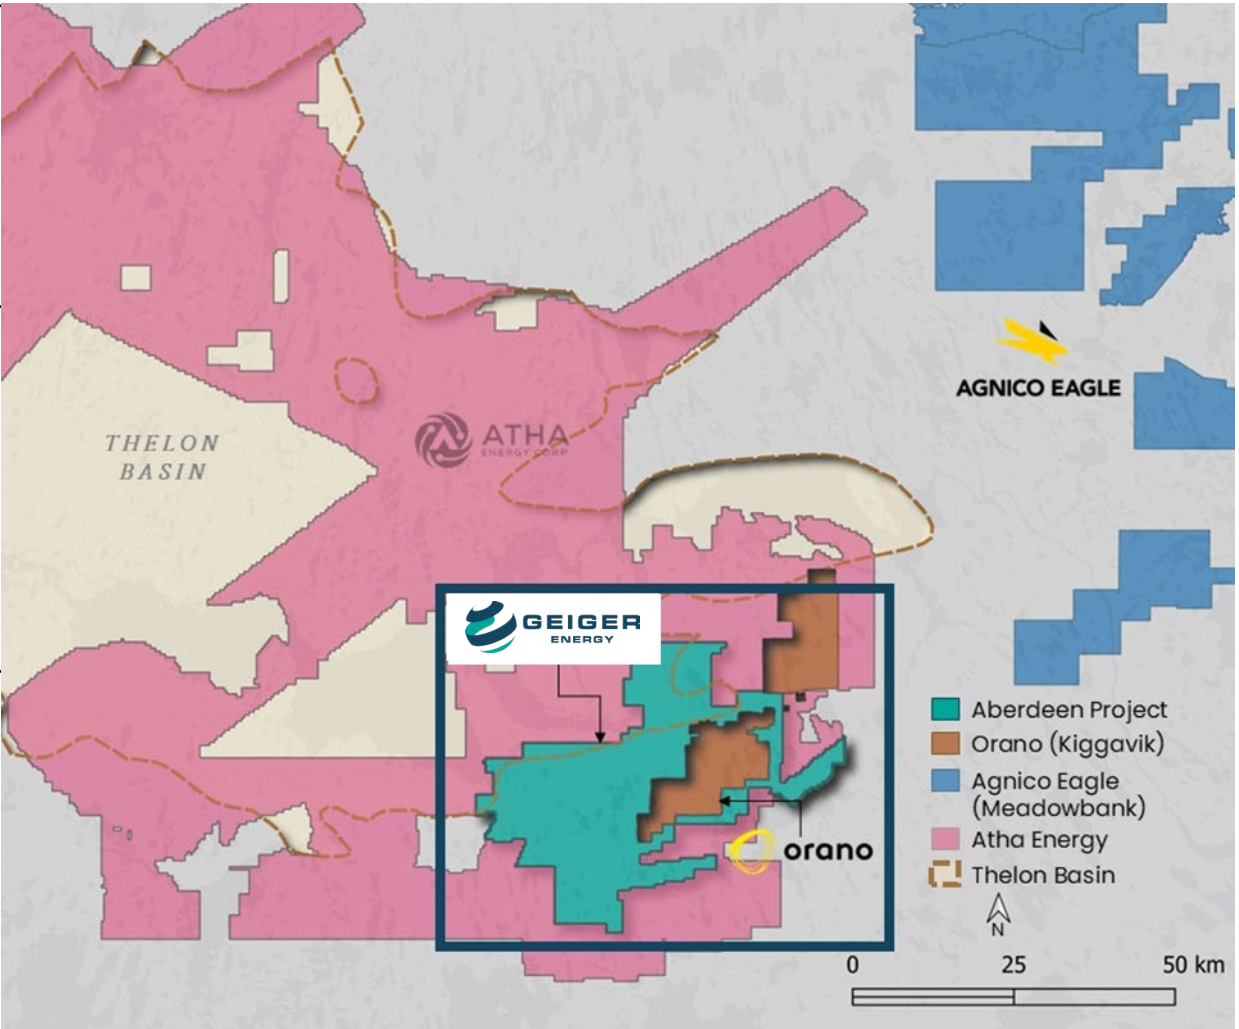 AGNICO EAGLE
THELON
BASIN
ATHA
ENERGY CORP.
GEIGER
ENERGY
orano
Aberdeen Project
Orano (Kiggavik)
Agnico Eagle
(Meadowbank)
Atha Energy
Thelon Basin
N
0 25 50 km